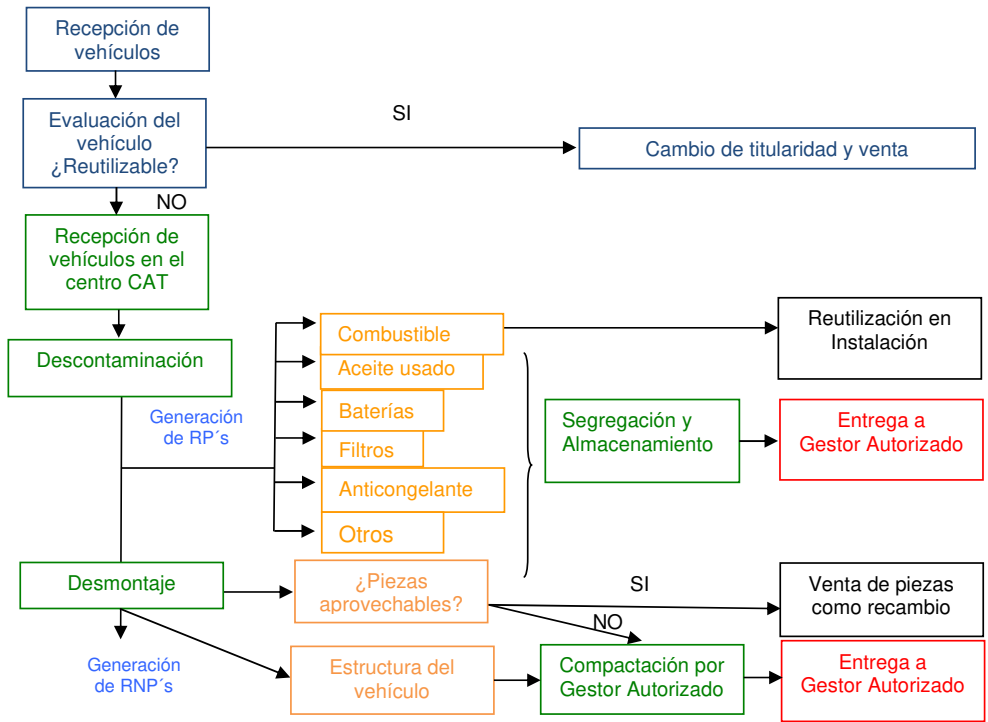 Recepción de
vehículos
Evaluación del
vehículo
¿Reutilizable?
SI
Cambio de titularidad y venta
NO
Recepción de
vehículos en el
centro CAT
Descontaminación
Generación
de RP´s
Combustible
Aceite usado
Baterías
Filtros
Anticongelante
Otros
Reutilización en
Instalación
Segregación y
Almacenamiento
Entrega a
Gestor Autorizado
Desmontaje
¿Piezas
aprovechables?
SI
Venta de piezas
como recambio
NO
Generación
de RNP´s
Estructura del
vehículo
Compactación por
Gestor Autorizado
Entrega a
Gestor Autorizado